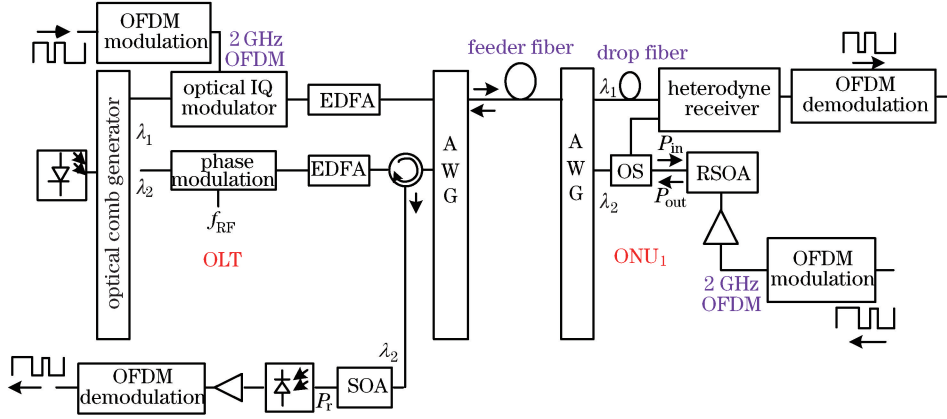 OFDM
modulation
2 GHz
OFDM
feeder fiber
drop fiber
optical comb generator
λ1
optical IQ
modulator
EDFA
AWG
AWG
λ1
heterodyne
receiver
OFDM
demodulation
λ2
phase
modulation
EDFA
fRF
OS
λ2
Pin
Pout
RSOA
OLT
ONU1
2 GHz
OFDM
OFDM
modulation
λ2
OFDM
demodulation
Pr
SOA